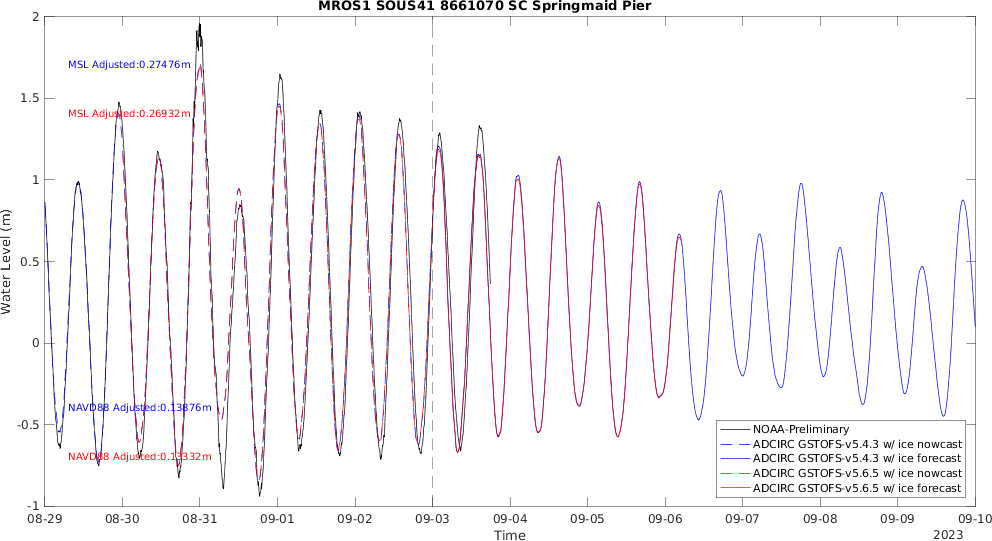 MROS1 SOUS41 8661070 SC Springmaid Pier
2
1.5
1
0.5
0
-0.5
-1
Water Level (m)
MSL Adjusted:0.27476m
MSL Adjusted:0.26932m
NAVD88 Adjusted:0.13876m
NAVD88 Adjusted:0.13332m
NOAA-Preliminary
ADCIRC GSTOFS-v5.4.3 w/ ice nowcast
ADCIRC GSTOFS-v5.4.3 w/ ice forecast
ADCIRC GSTOFS-v5.6.5 w/ ice nowcast
ADCIRC GSTOFS-v5.6.5 w/ ice forecast
08-29 08-30 08-31 09-01 09-02 09-03 09-04 09-05 09-06 09-07 09-08 09-09 09-10
Time
2023